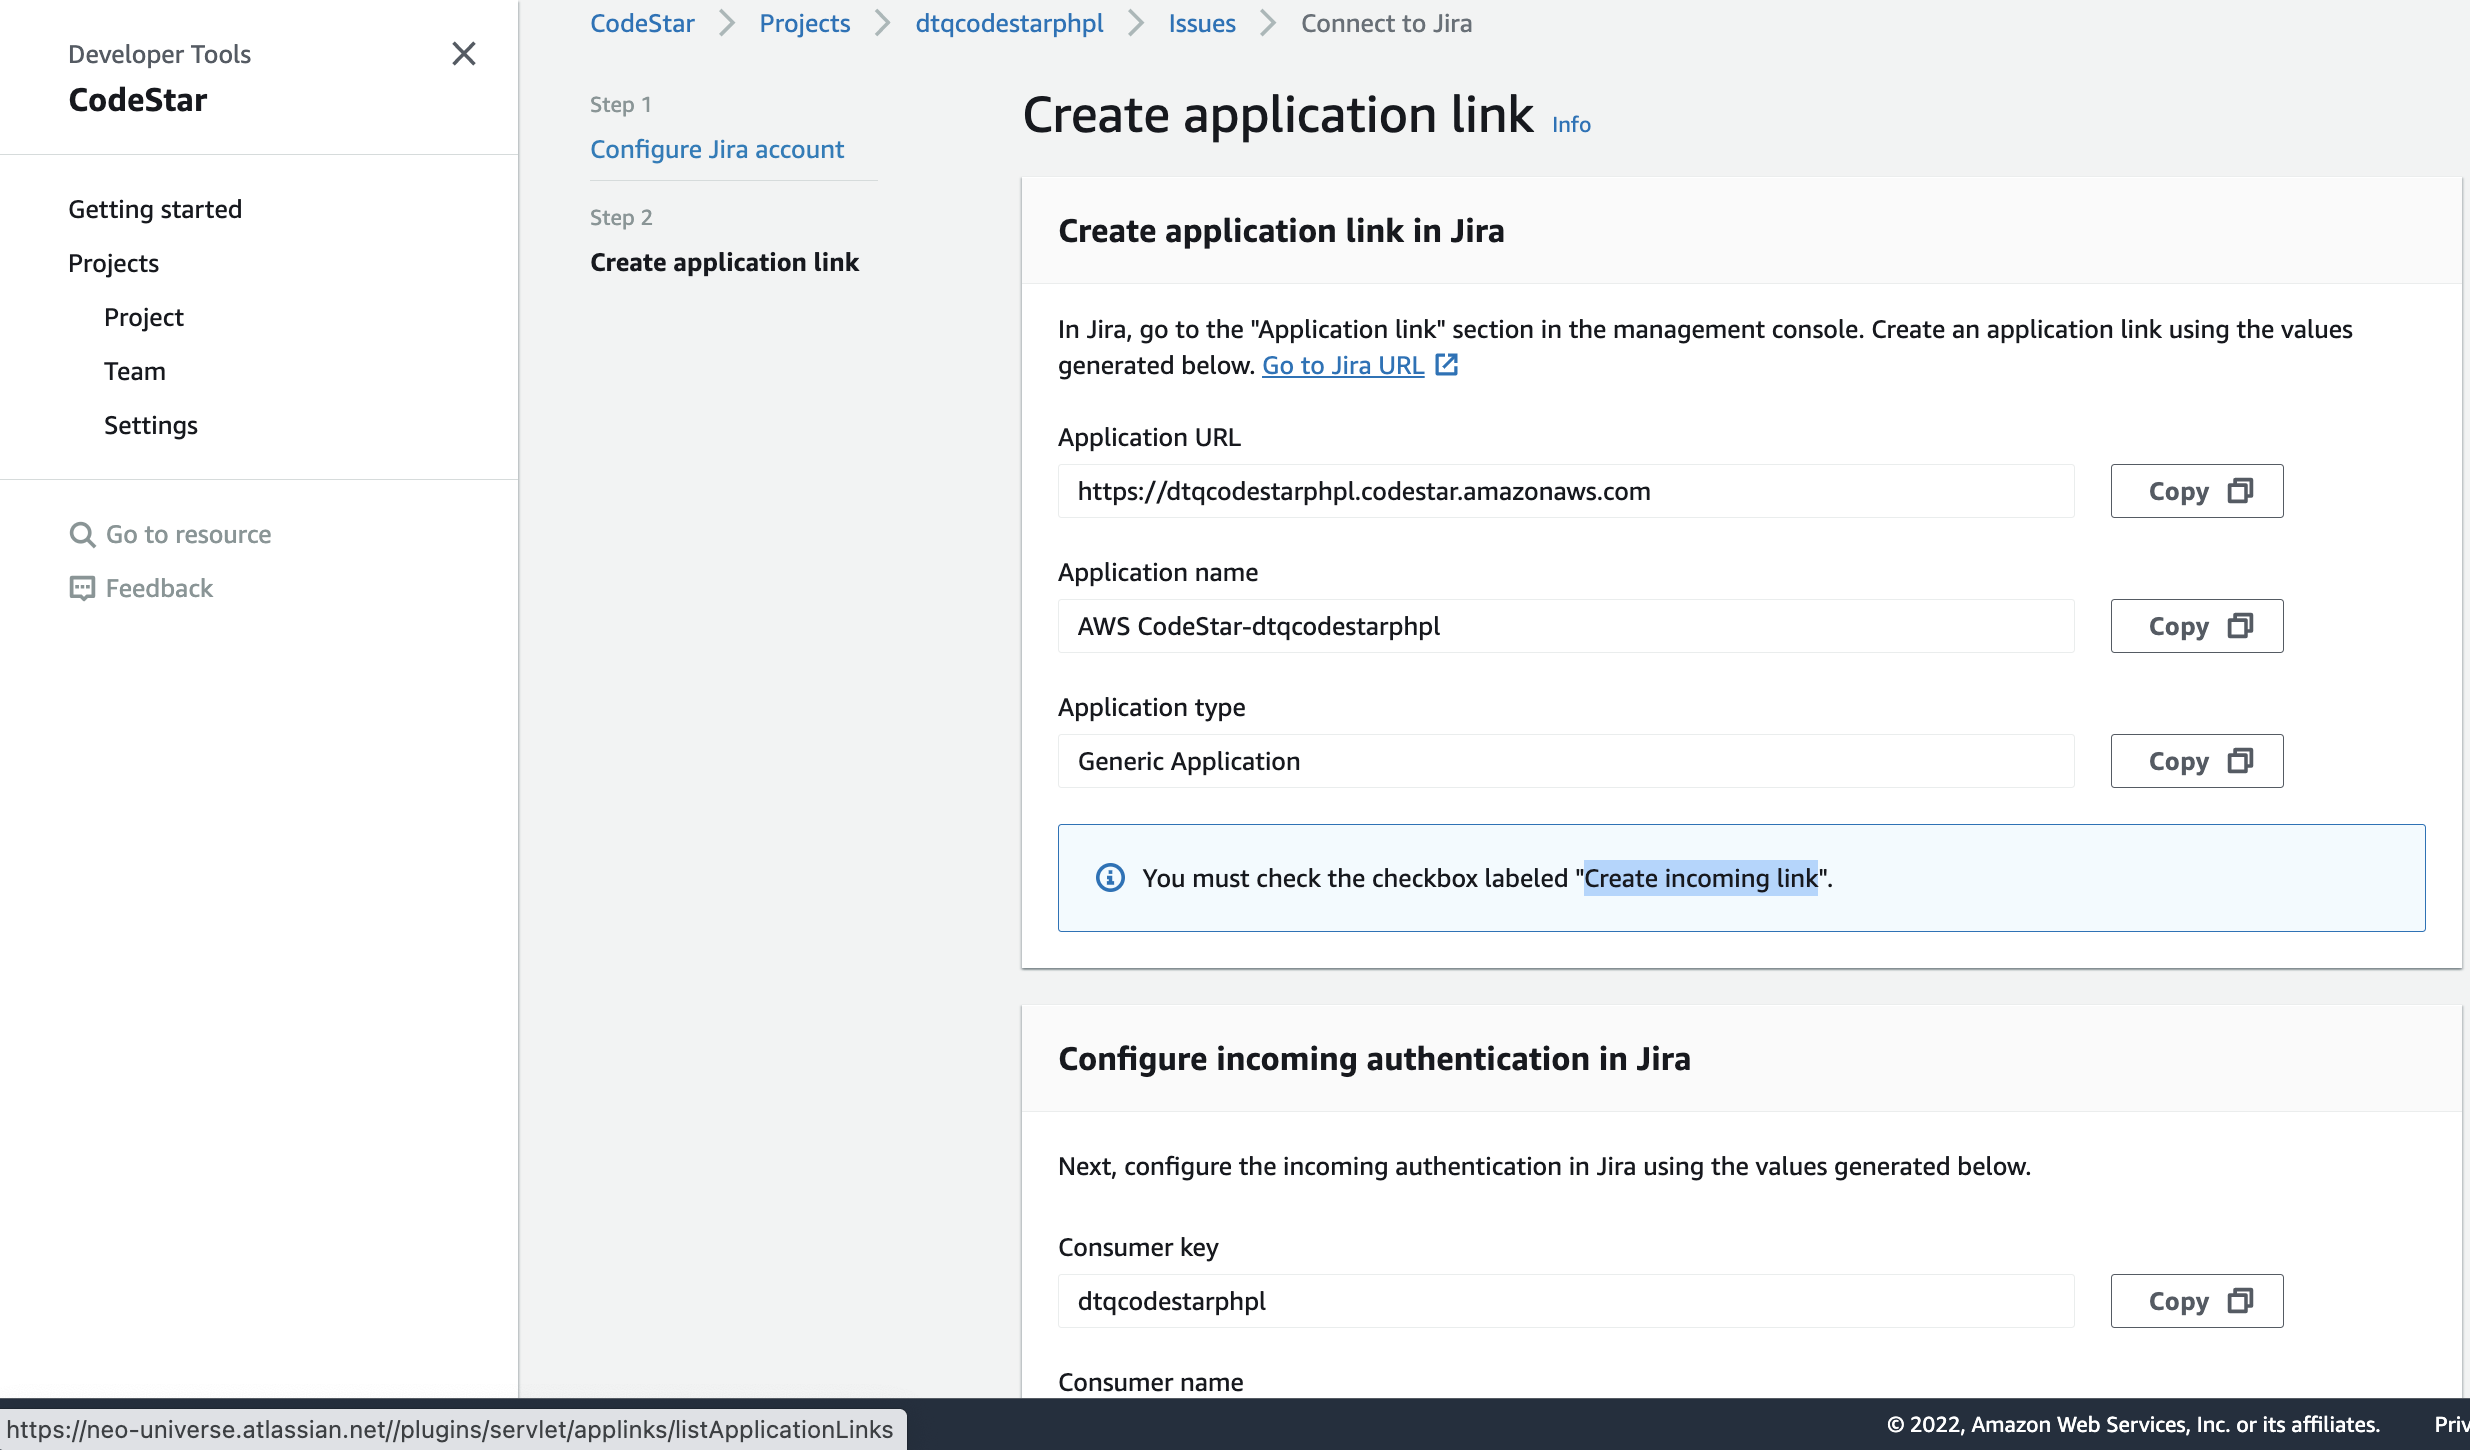 CodeStar
Projects
dtqcodestarphpl
Issues
Connect to Jira
Developer Tools
CodeStar
Getting started
Projects
Project
Team
Settings
Go to resource
Feedback
Step 1
Configure Jira account
Step 2
Create application link
Create application link Info
Create application link in Jira
In Jira, go to the "Application link" section in the management console. Create an application link using the values
generated below. Go to Jira URL
Application URL
https://dtqcodestarphpl.codestar.amazonaws.com
Copy
Application name
AWS CodeStar-dtqcodestarphpl
Copy
Application type
Generic Application
Copy
You must check the checkbox labeled "Create incoming link".
Configure incoming authentication in Jira
Next, configure the incoming authentication in Jira using the values generated below.
Consumer key
dtqcodestarphpl
Copy
Consumer name
https://neo-universe.atlassian.net//plugins/servlet/applinks/listApplicationLinks
© 2022, Amazon Web Services, Inc. or its affiliates.